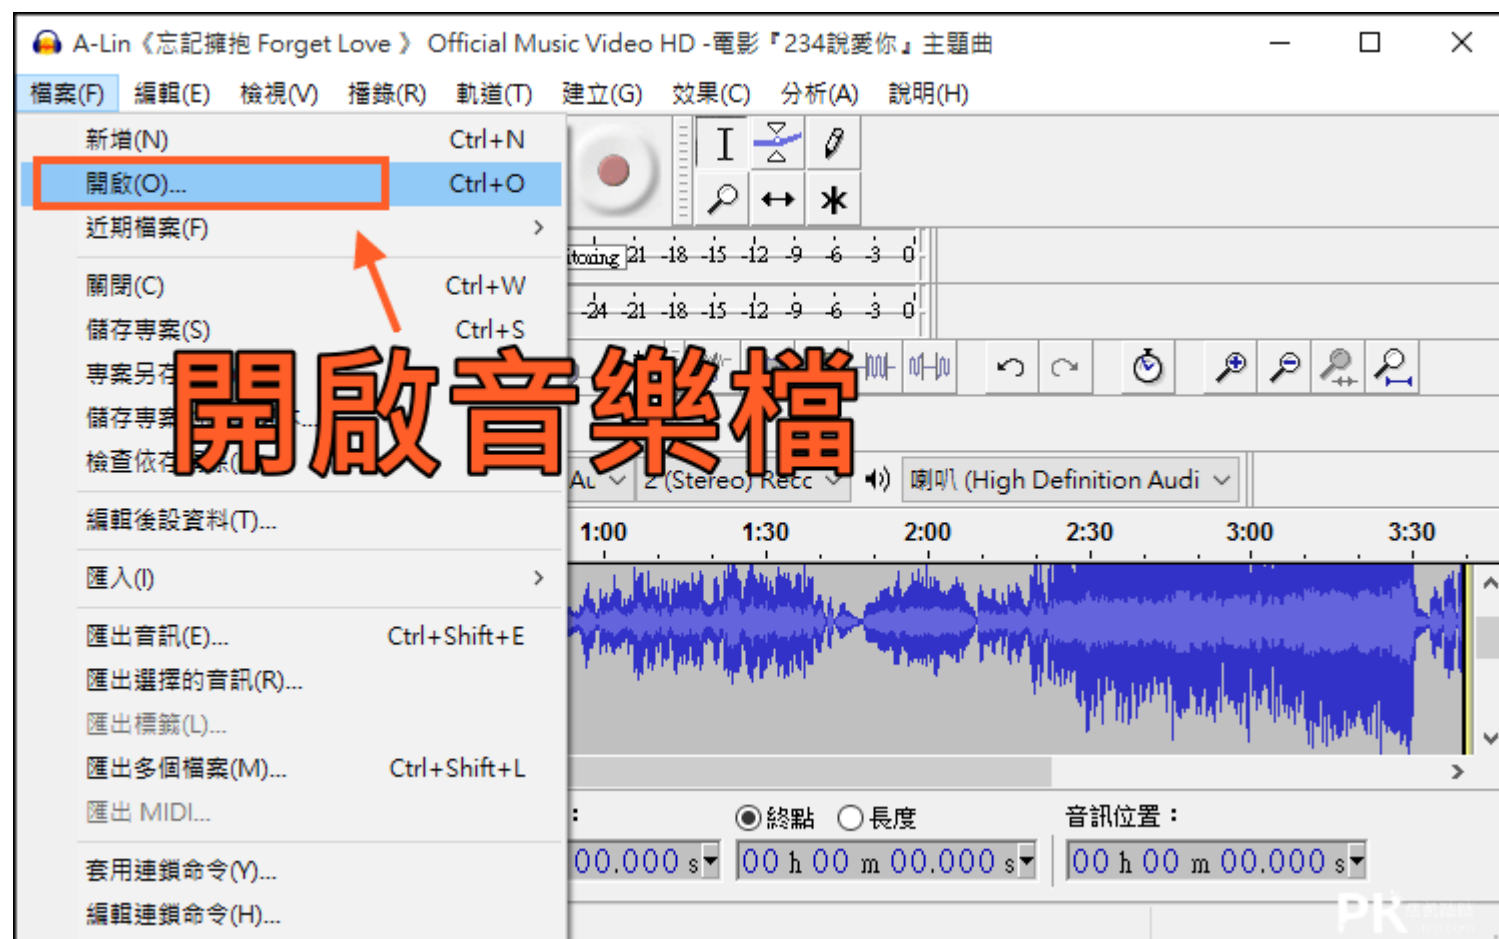 A-Lin《忘記擁抱 Forget Love 》 Official Music Video HD -電影『234說愛你』主題曲
檔案(F) 編輯(E) 檢視(V) 播錄(R) 軌道(T) 建立(G) 效果(C) 分析(A) 說明(H)
新增(N) Ctrl+N
開啟(O)... Ctrl+O
近期檔案(F)
關閉(C) Ctrl+W
儲存專案(S) Ctrl+S
專案另存
儲存專案
檢查依存
編輯後設資料(T)...
匯入(I)
匯出音訊(E)... Ctrl+Shift+E
匯出選擇的音訊(R)...
匯出標籤(L)...
匯出多個檔案(M)... Ctrl+Shift+L
匯出 MIDI...
套用連鎖命令(Y)...
編輯連鎖命令(H)...
開啟音樂檔
itoring 21 -18 -15 -12 -9 -6 -3 0
-24 -21 -18 -15 -12 -9 -6 -3 0
Au 2 (Stereo) Recc 喇叭 (High Definition Audi
1:00 1:30 2:00 2:30 3:00 3:30
: 終點 長度 音訊位置：
00.000 s 00 h 00 m 00.000 s 00 h 00 m 00.000 s
PK